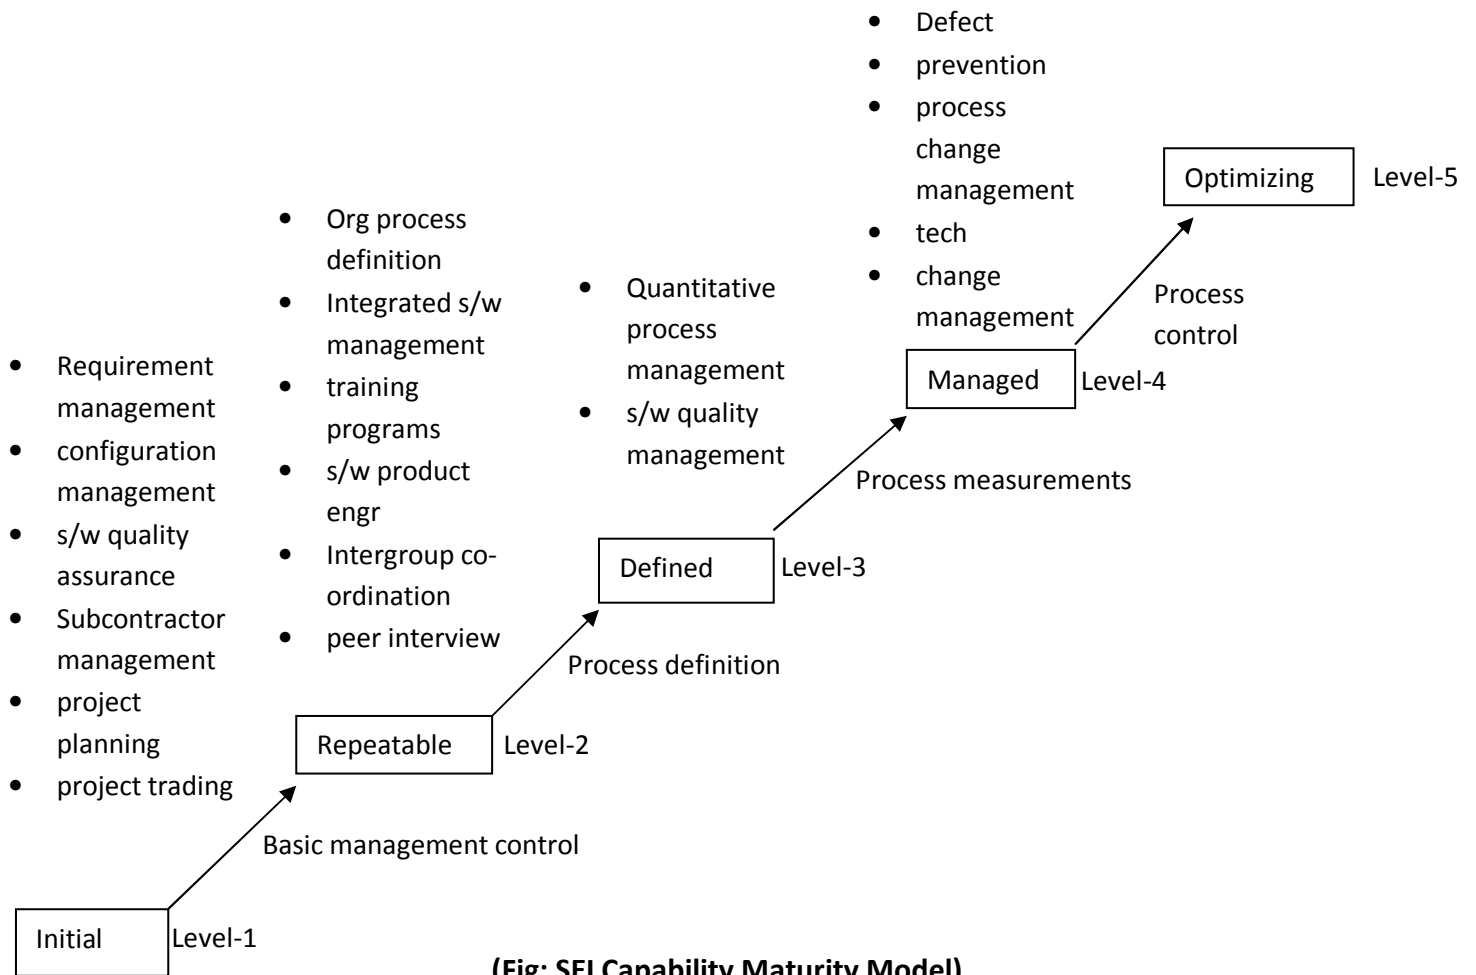 • Defect
• prevention
• process
change
management
• tech
• change
management
Optimizing
Level-5
Process
control
Managed
Level-4
• Quantitative
process
management
• s/w quality
management
Process measurements
• Org process
definition
• Integrated s/w
management
• training
programs
• s/w product
engr
• Intergroup co-
ordination
• peer interview
Defined
Level-3
Process definition
• Requirement
management
• configuration
management
• s/w quality
assurance
• Subcontractor
management
• project
planning
• project trading
Repeatable
Level-2
Basic management control
Initial
Level-1
(Fig: SEI Capability Maturity Model)